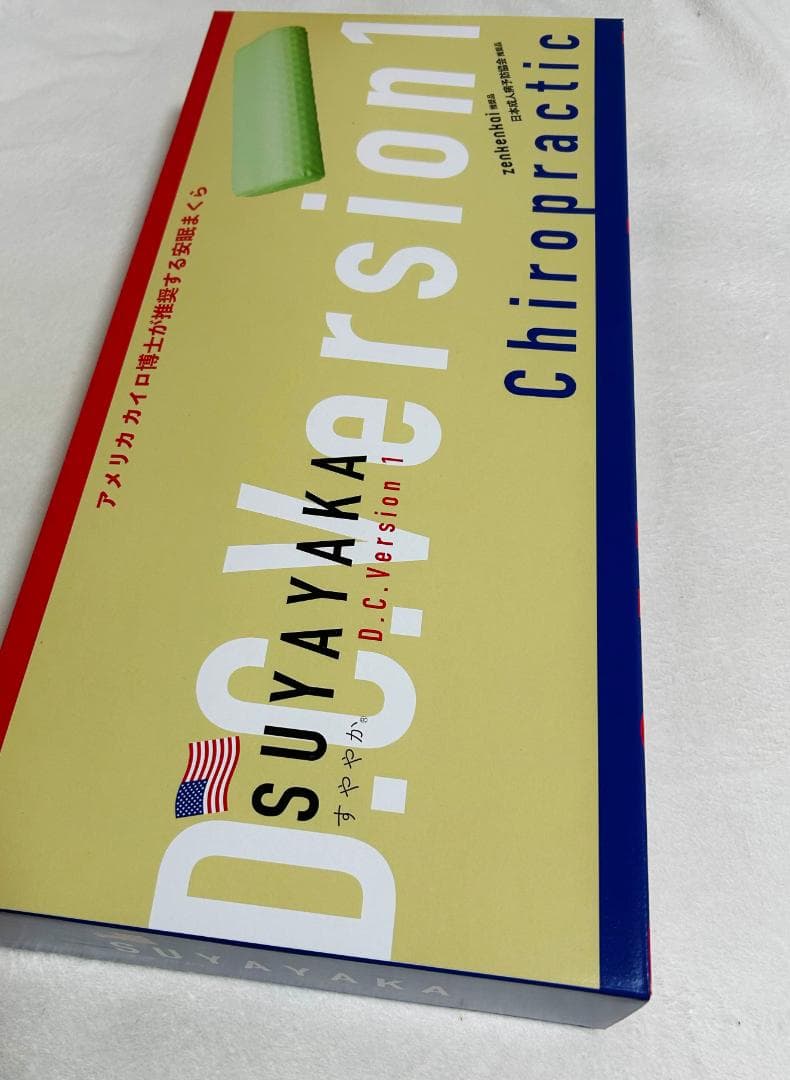 アメリカカイロ博士が推奨する安眠まくら
D.C.Version1
SUYAYAKA
D.C.Version 1
すややか®
zenkenkai 推奨品
日本成人病予防協会 推奨品
Chiropractic
SUYAYAKA